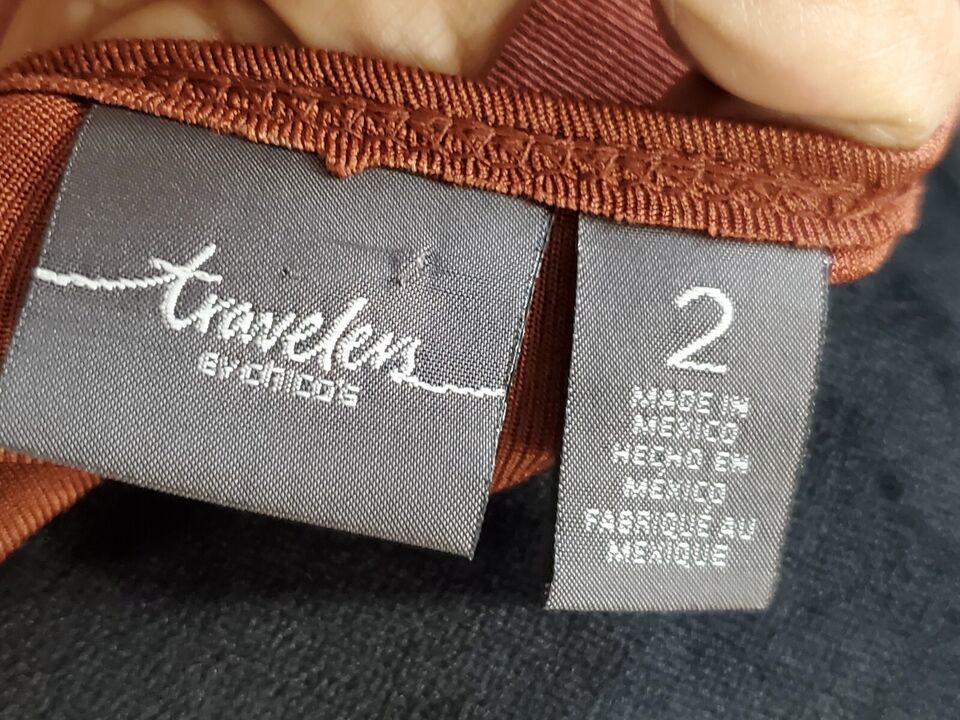 travelers
BY CHICO'S
2
MADE IN
MEXICO
HECHO EN
MEXICO
FABRIQUÉ AU
MEXIQUE